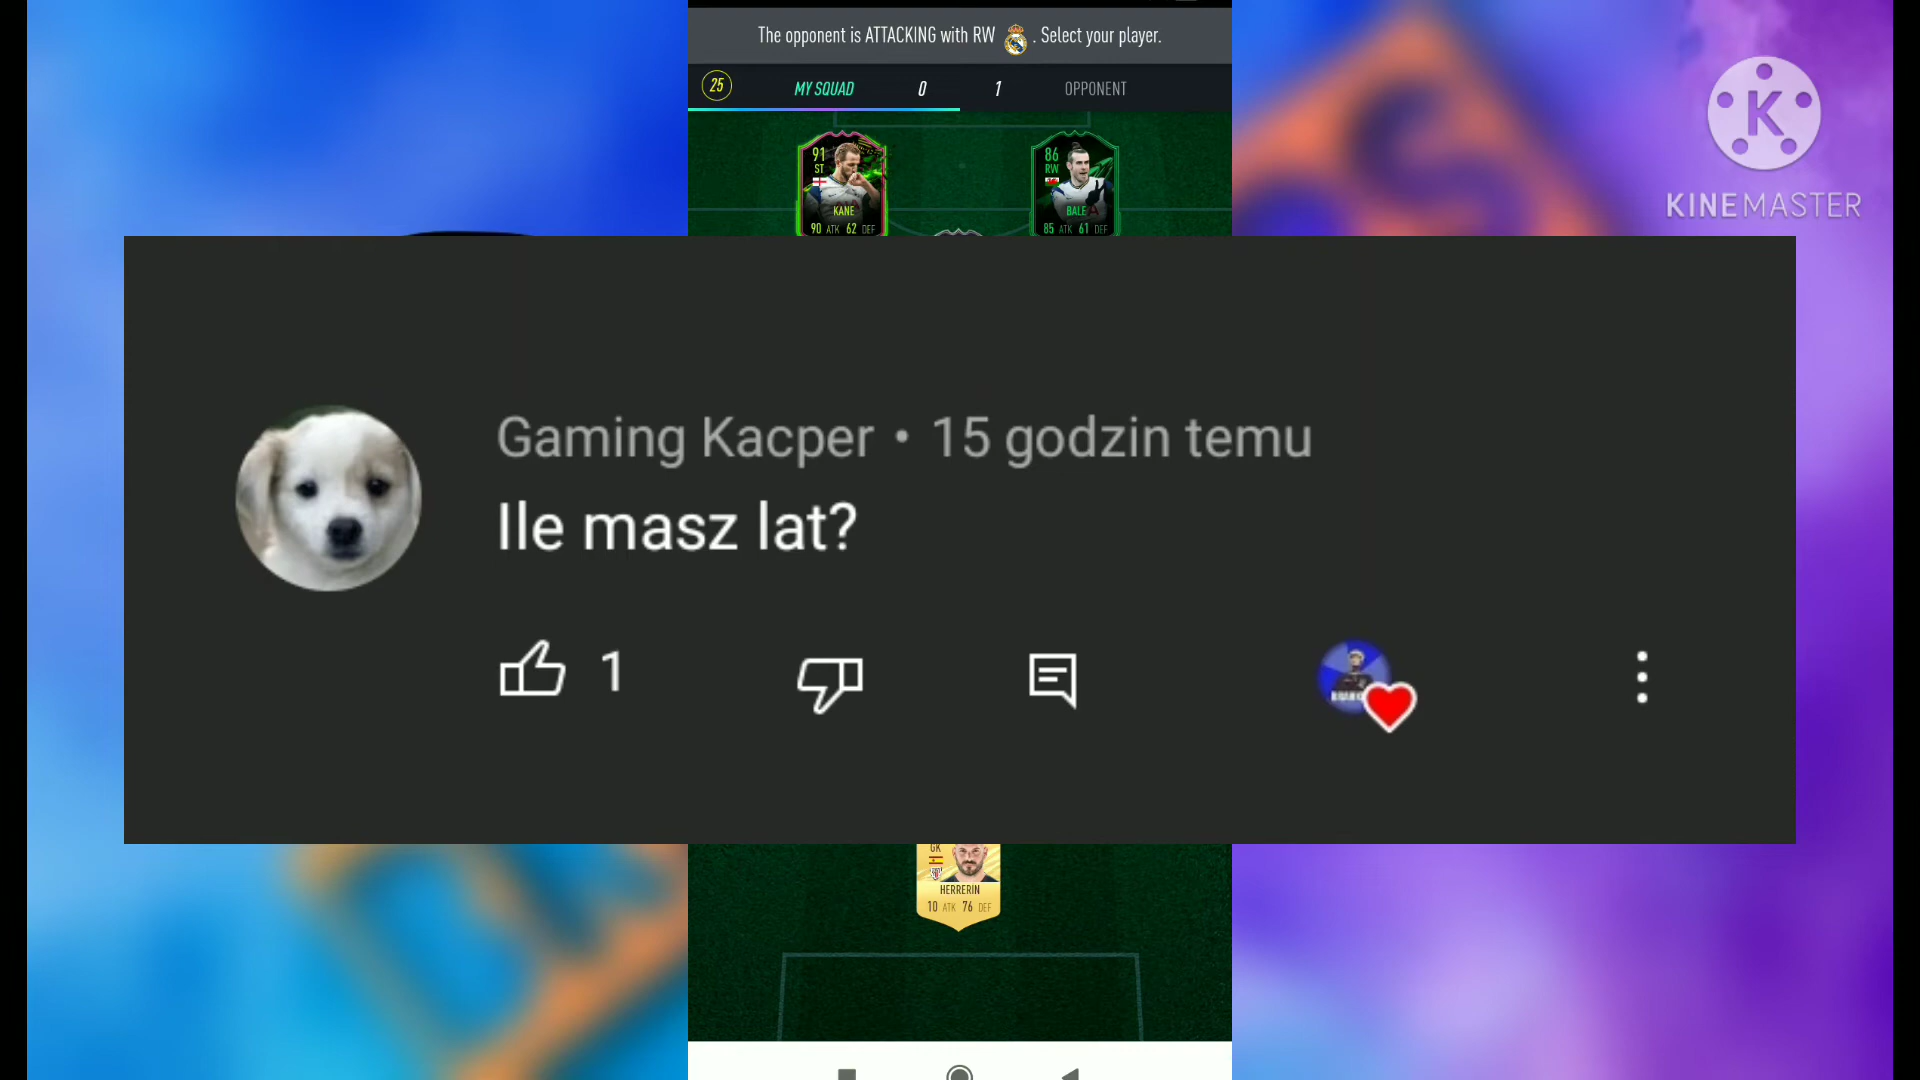 The opponent is ATTACKING with RW . Select your player.
25 MY SQUAD 0 1 OPPONENT
91 ST KANE 90 ATK 62 DEF
86 RW BALE 85 ATK 61 DEF
KINEMASTER
Gaming Kacper • 15 godzin temu
Ile masz lat?
1
GK
HERRERÍN
10 ATK 76 DEF